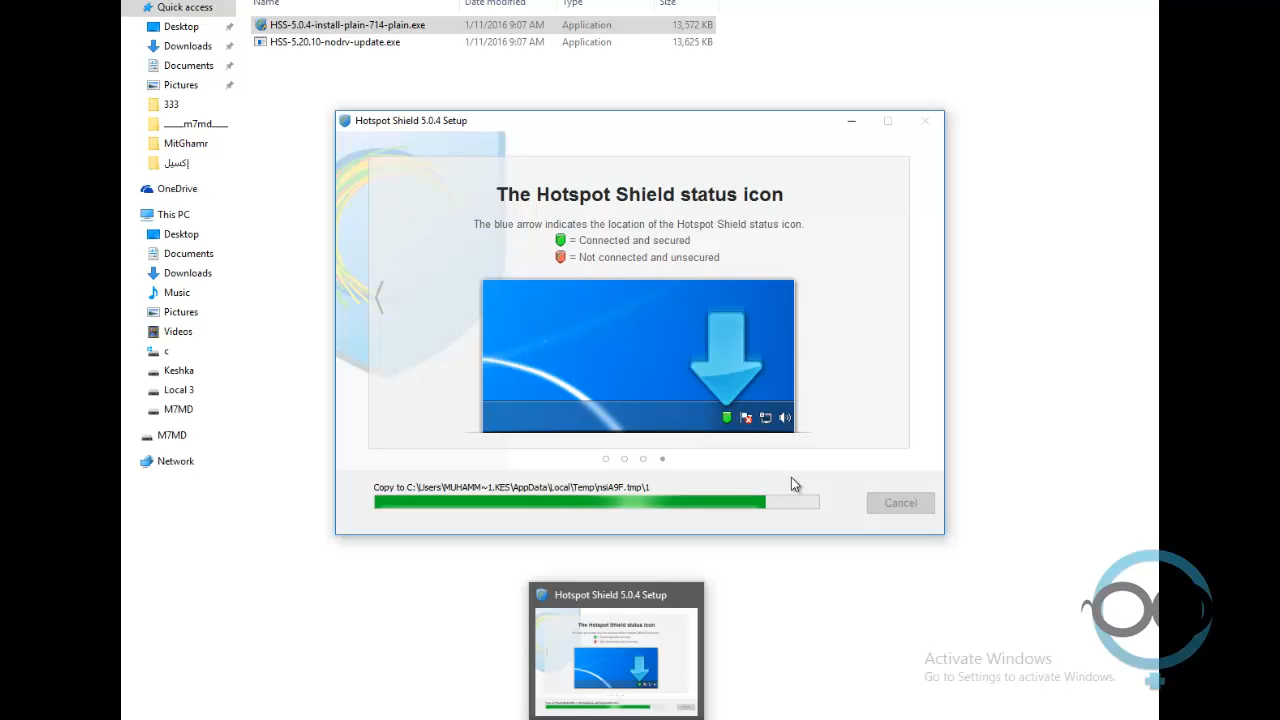 Quick access
Name
Date modified
Type
Size
Desktop
HSS-5.0.4-install-plain-714-plain.exe
1/11/2016 9:07 AM
Application
13,572 KB
Downloads
HSS-5.20.10-nodrv-update.exe
1/11/2016 9:07 AM
Application
13,625 KB
Documents
Pictures
333
____m7md____
MitGhamr
إكسيل
OneDrive
This PC
Desktop
Documents
Downloads
Music
Pictures
Videos
c
Keshka
Local 3
M7MD
M7MD
Network
Hotspot Shield 5.0.4 Setup
The Hotspot Shield status icon
The blue arrow indicates the location of the Hotspot Shield status icon.
= Connected and secured
= Not connected and unsecured
Copy to C:\Users\MUHAMM~1.KES\AppData\Local\Temp\nsiA9F.tmp\1
Cancel
Hotspot Shield 5.0.4 Setup
The Hotspot Shield status icon
Activate Windows
Go to Settings to activate Windows.